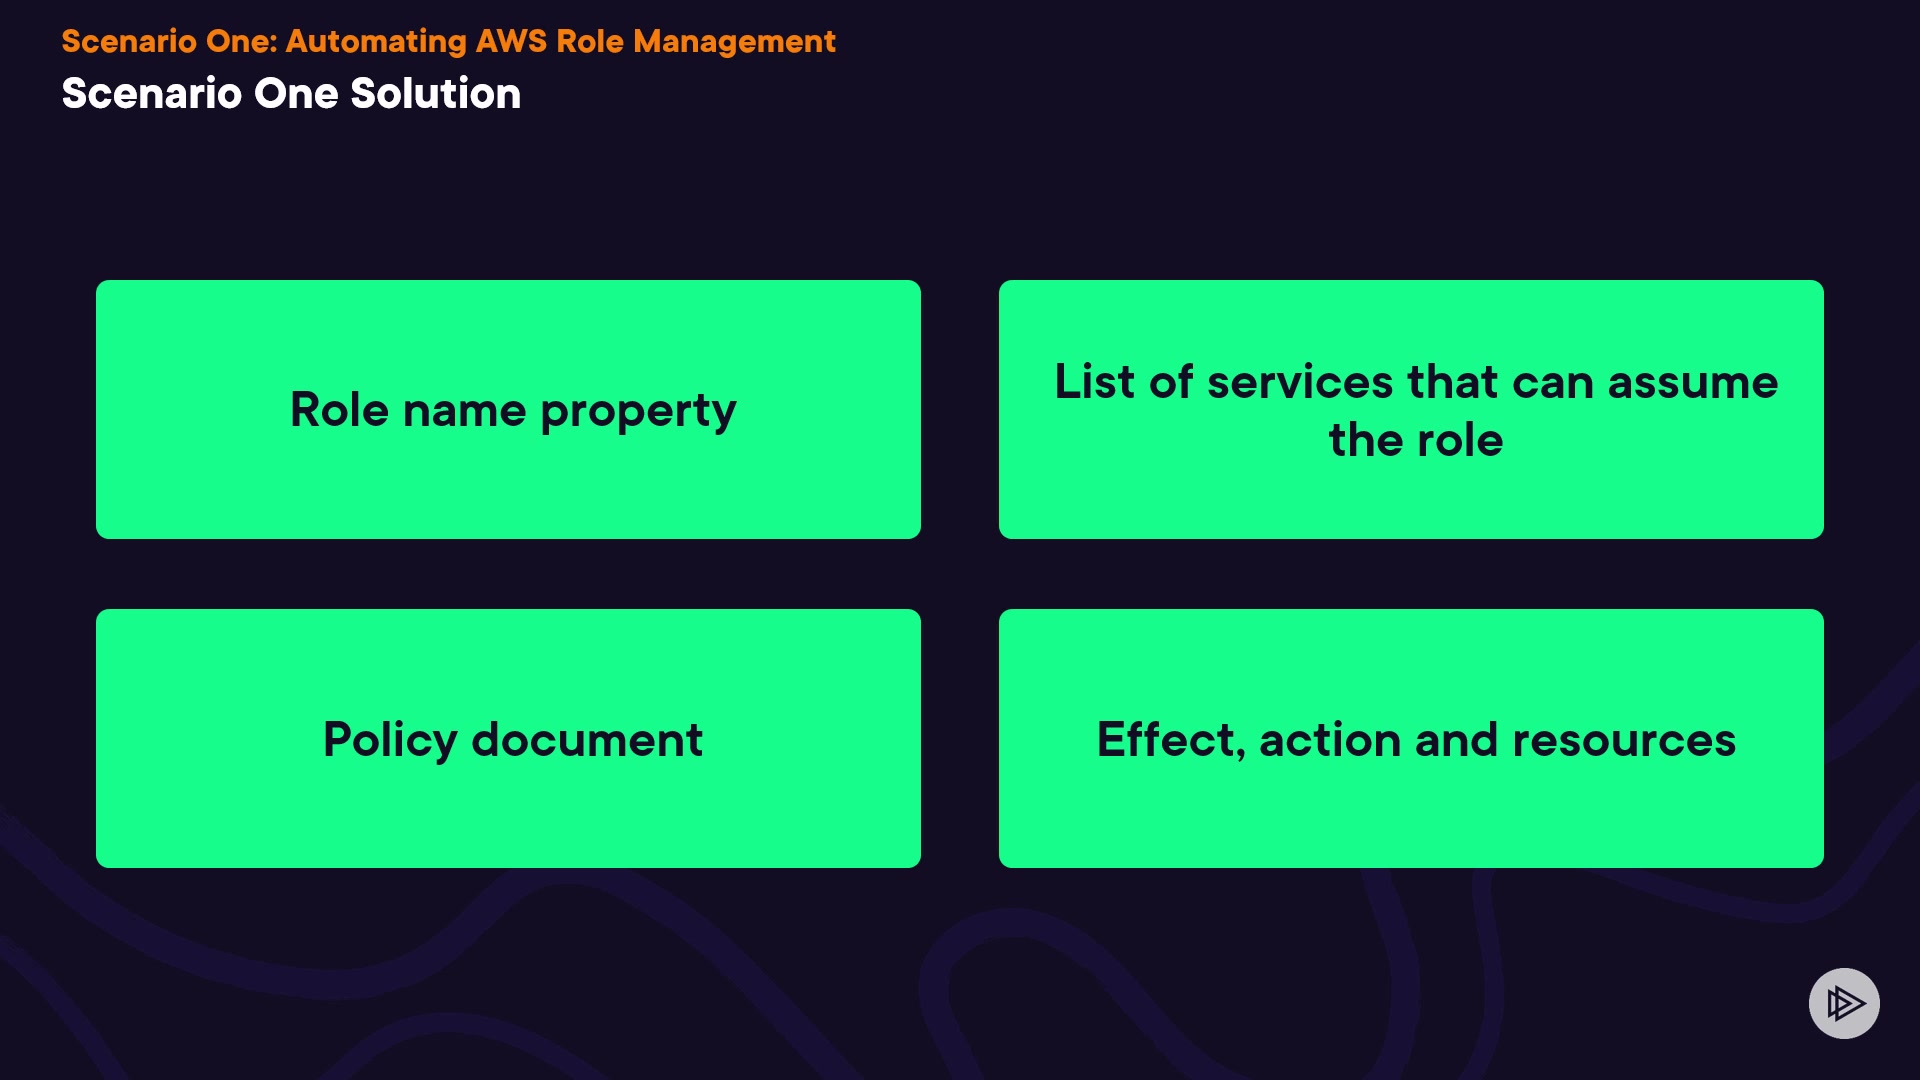 Scenario One: Automating AWS Role Management
Scenario One Solution
Role name property
List of services that can assume
the role
Policy document
Effect, action and resources